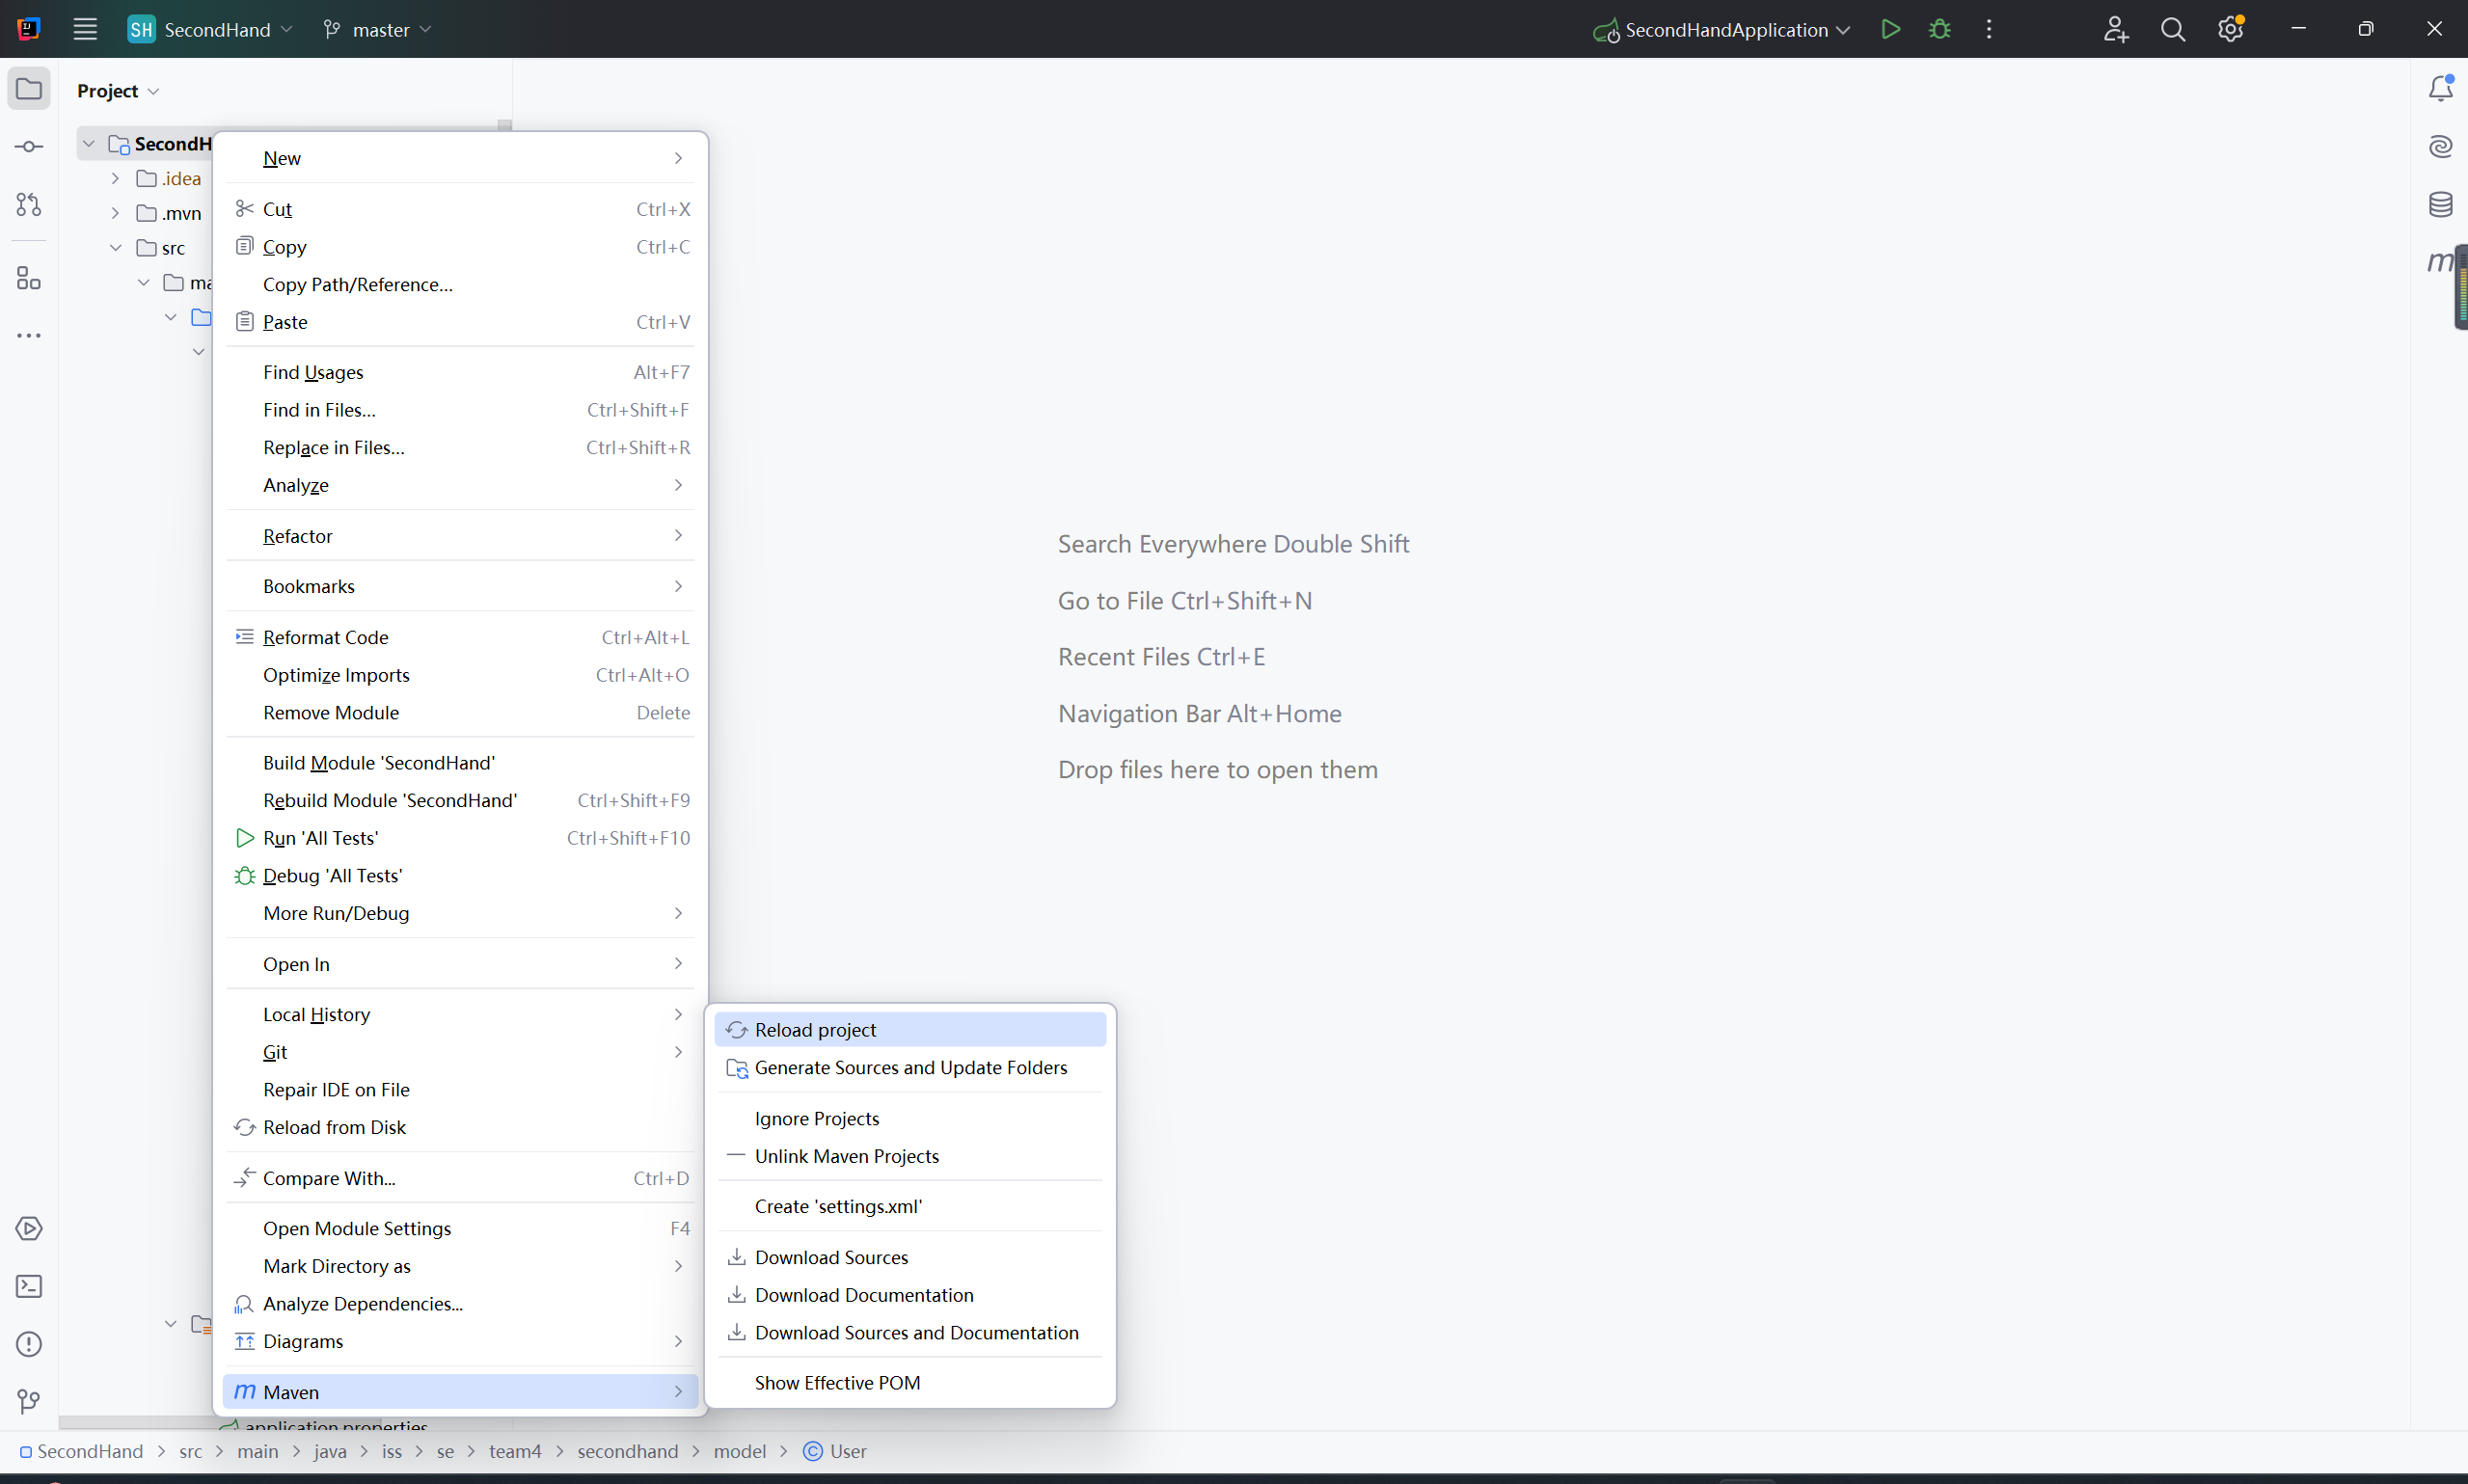 SH SecondHand master SecondHandApplication
Project
SecondH
.idea
.mvn
src
ma
New
Cut Ctrl+X
Copy Ctrl+C
Copy Path/Reference...
Paste Ctrl+V
Find Usages Alt+F7
Find in Files... Ctrl+Shift+F
Replace in Files... Ctrl+Shift+R
Analyze
Refactor
Bookmarks
Reformat Code Ctrl+Alt+L
Optimize Imports Ctrl+Alt+O
Remove Module Delete
Build Module 'SecondHand'
Rebuild Module 'SecondHand' Ctrl+Shift+F9
Run 'All Tests' Ctrl+Shift+F10
Debug 'All Tests'
More Run/Debug
Open In
Local History
Git
Repair IDE on File
Reload from Disk
Compare With... Ctrl+D
Open Module Settings F4
Mark Directory as
Analyze Dependencies...
Diagrams
Maven
application.properties
Reload project
Generate Sources and Update Folders
Ignore Projects
Unlink Maven Projects
Create 'settings.xml'
Download Sources
Download Documentation
Download Sources and Documentation
Show Effective POM
Search Everywhere Double Shift
Go to File Ctrl+Shift+N
Recent Files Ctrl+E
Navigation Bar Alt+Home
Drop files here to open them
SecondHand > src > main > java > iss > se > team4 > secondhand > model > User